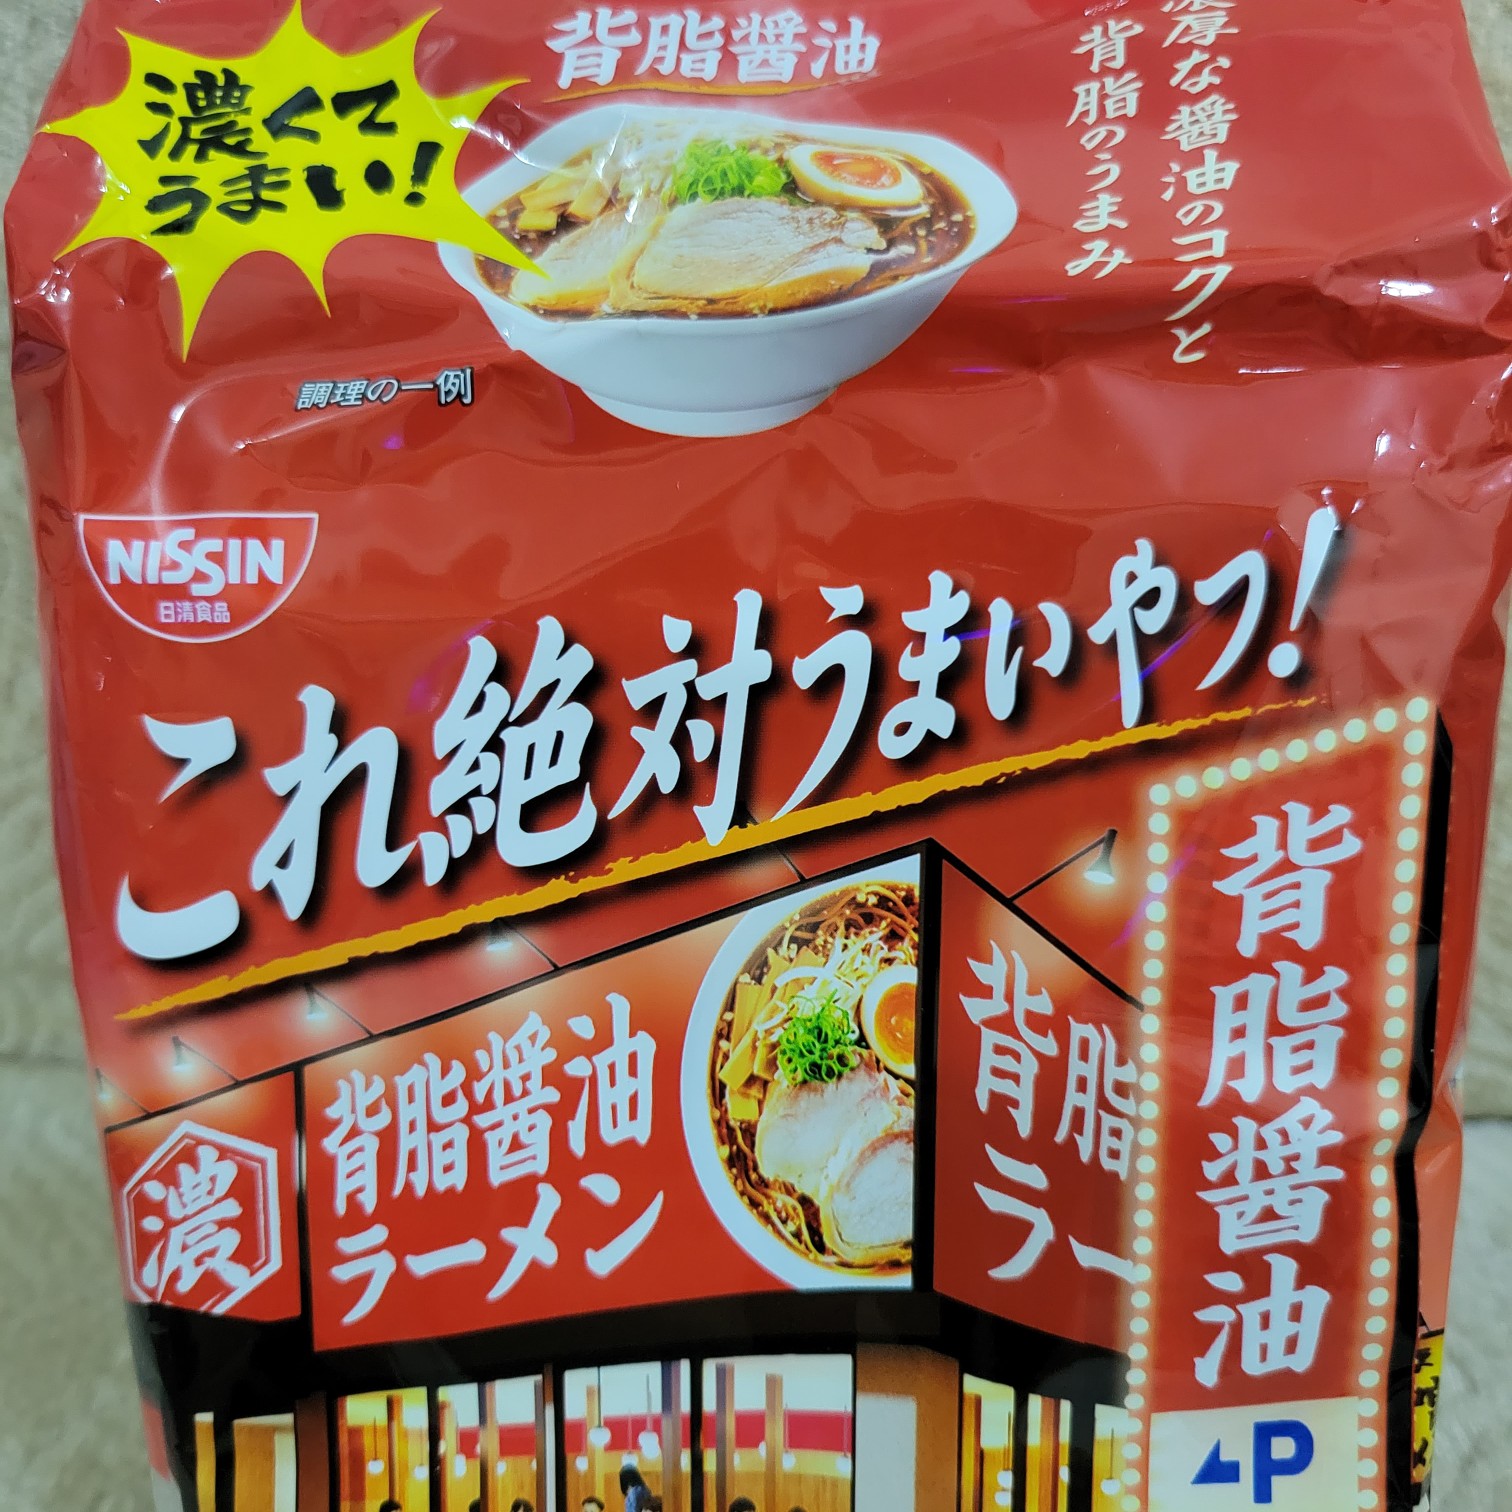 背脂醤油
濃くて
うまい!
濃厚な醤油のコクと
背脂のうまみ
調理の一例
NISSIN
日清食品
これ絶対うまいやつ!
濃
背脂醤油
ラーメン
背脂
ラー
背脂醤油
P